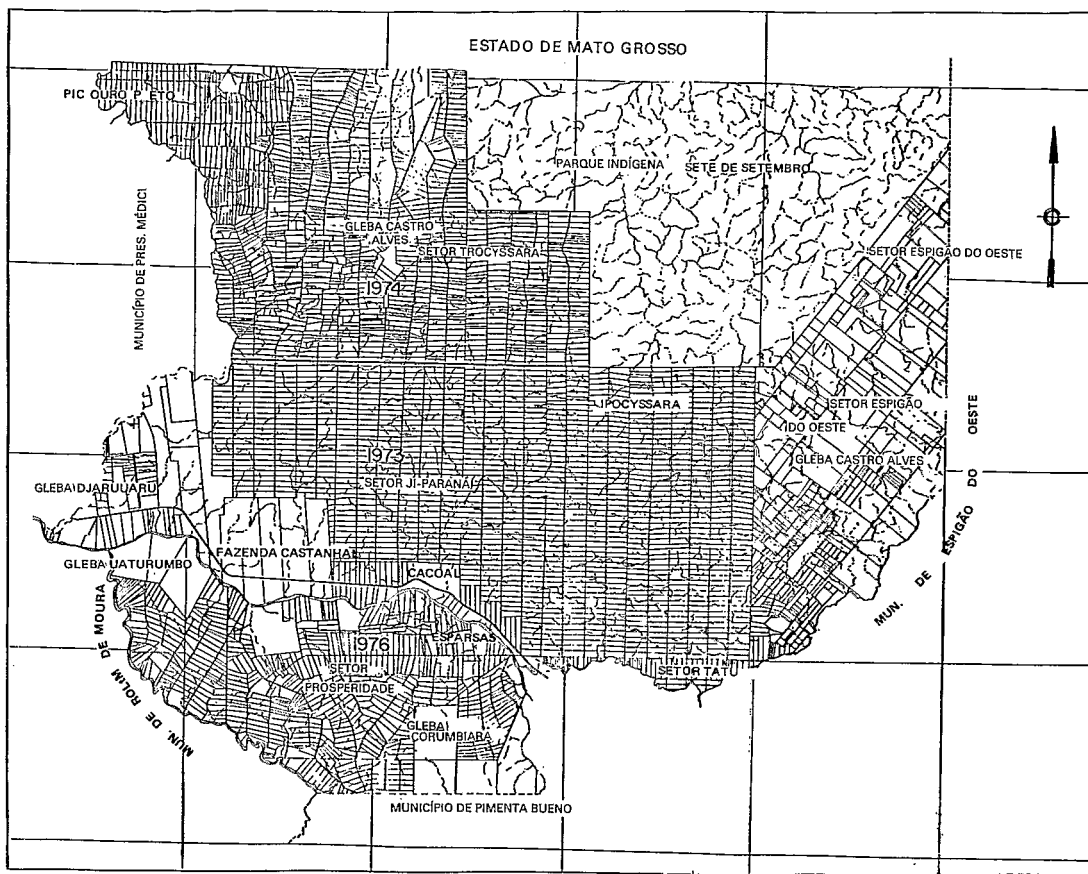 ESTADO DE MATO GROSSO
PIC OURO P ETO
PARQUE INDÍGENA
SETE DE SETEMBRO
MUNICÍPIO DE PRES. MÉDICI
GLEBA CASTRO
ALVES.
SETOR TROCYSSARA
SETOR ESPIGÃO DO OESTE
1974
IPOCYSSARA
SETOR ESPIGÃO
DO OESTE
GLEBA CASTRO ALVES
1973
SETOR JI-PARANÁ
GLEBA DJARUUARU
MUN. DE ESPIGÃO DO OESTE
FAZENDA CASTANHAL
GLEBA UATURUMBO
CACOAL
MUN. DE ROLIM DE MOURA
ESPARSAS
1976
SETOR
PROSPERIDADE
SETOR TATU
GLEBA
CORUMBIARA
MUNICÍPIO DE PIMENTA BUENO